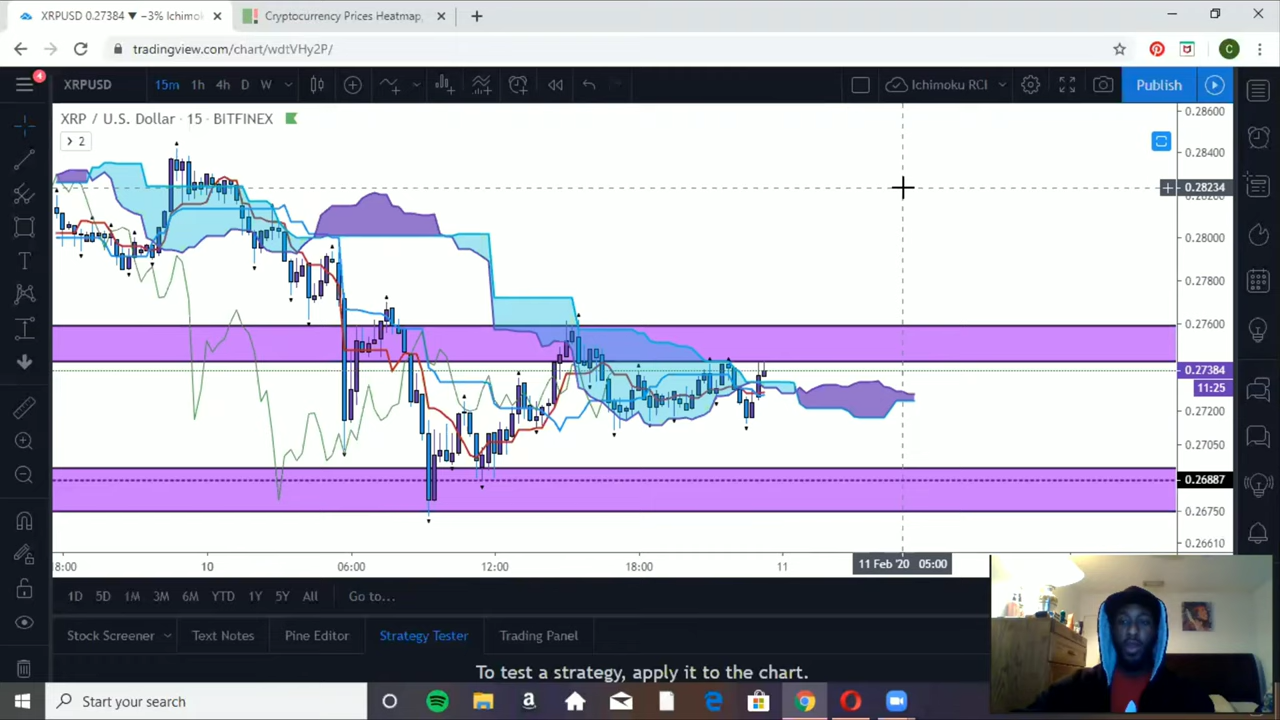 XRPUSD 0.27384 ▼ −3% Ichimok
Cryptocurrency Prices Heatmap,
tradingview.com/chart/wdtVHy2P/
C
4
XRPUSD 15m 1h 4h D W
Ichimoku RCI
Publish
XRP / U.S. Dollar · 15 · BITFINEX
2
0.28600
0.28400
0.28234
0.28000
0.27800
0.27600
0.27384
11:25
0.27200
0.27050
0.26887
0.26750
0.26610
8:00 10 06:00 12:00 18:00 11 11 Feb '20 05:00
1D 5D 1M 3M 6M YTD 1Y 5Y All Go to...
Stock Screener Text Notes Pine Editor Strategy Tester Trading Panel
To test a strategy, apply it to the chart.
Start your search